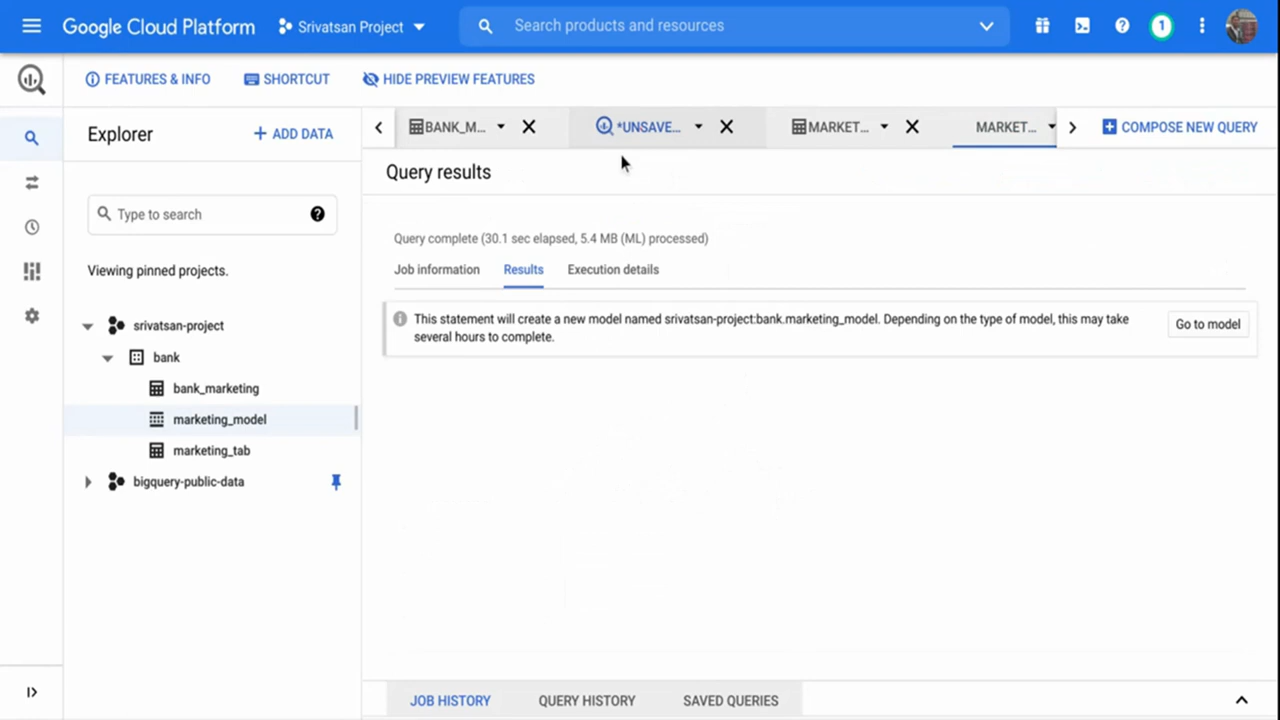 Google Cloud Platform
Srivatsan Project
Search products and resources
1
FEATURES & INFO
SHORTCUT
HIDE PREVIEW FEATURES
Explorer
+ ADD DATA
BANK_M...
*UNSAVE...
MARKET...
MARKET...
COMPOSE NEW QUERY
Type to search
Viewing pinned projects.
srivatsan-project
bank
bank_marketing
marketing_model
marketing_tab
bigquery-public-data
Query results
Query complete (30.1 sec elapsed, 5.4 MB (ML) processed)
Job information
Results
Execution details
This statement will create a new model named srivatsan-project:bank.marketing_model. Depending on the type of model, this may take
several hours to complete.
Go to model
JOB HISTORY
QUERY HISTORY
SAVED QUERIES